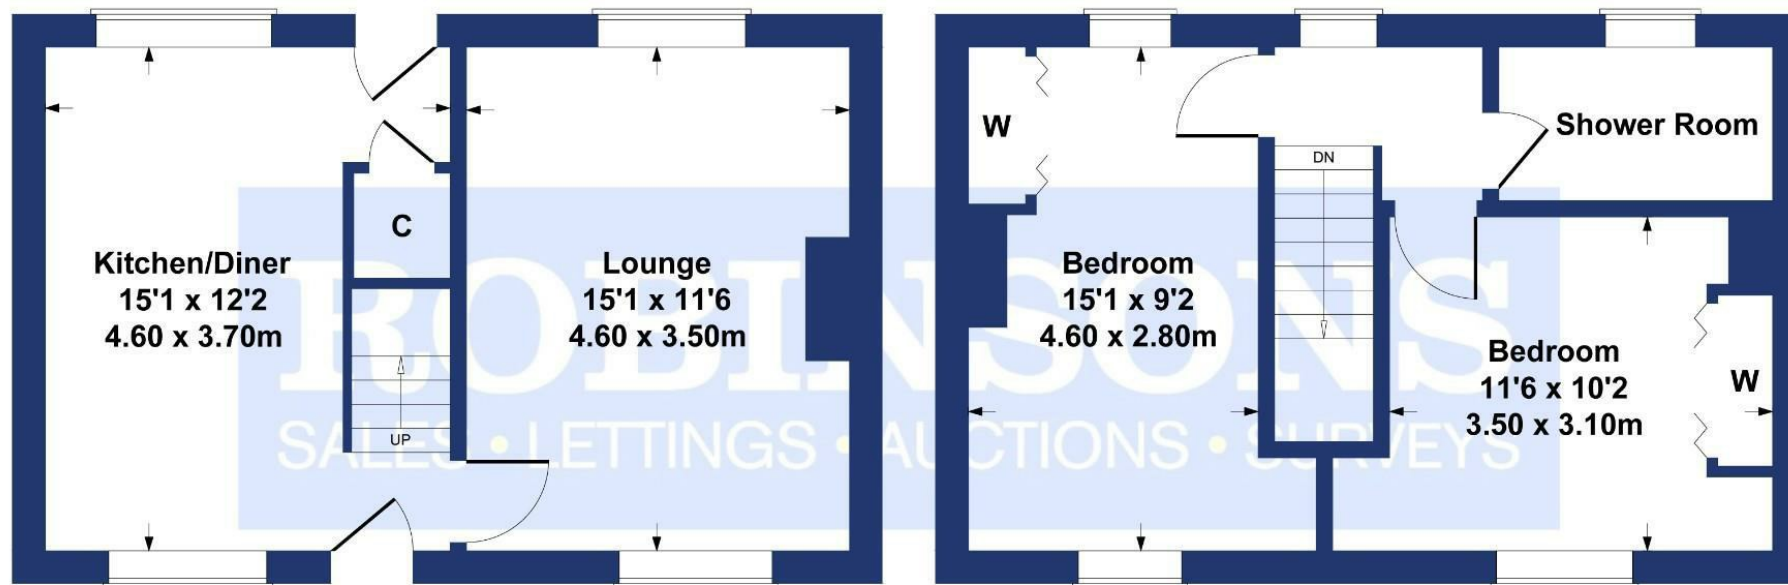 Kitchen/Diner
15'1 x 12'2
4.60 x 3.70m
C
UP
Lounge
15'1 x 11'6
4.60 x 3.50m
W
Bedroom
15'1 x 9'2
4.60 x 2.80m
DN
Shower Room
Bedroom
11'6 x 10'2
3.50 x 3.10m
W
ROBINSONS
SALES • LETTINGS • AUCTIONS • SURVEYS